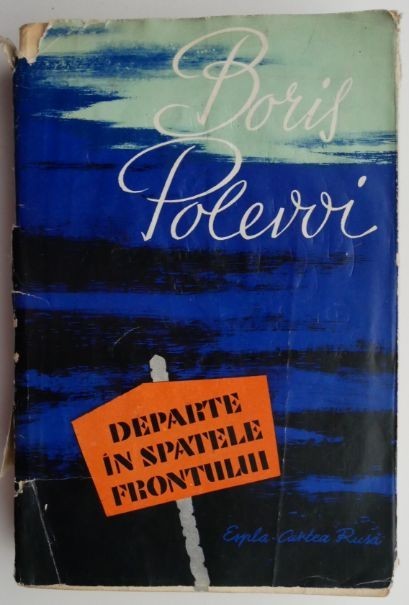 Boris
Polevoi
DEPARTE
ÎN SPATELE
FRONTULUI
Espla-Cartea Rusă